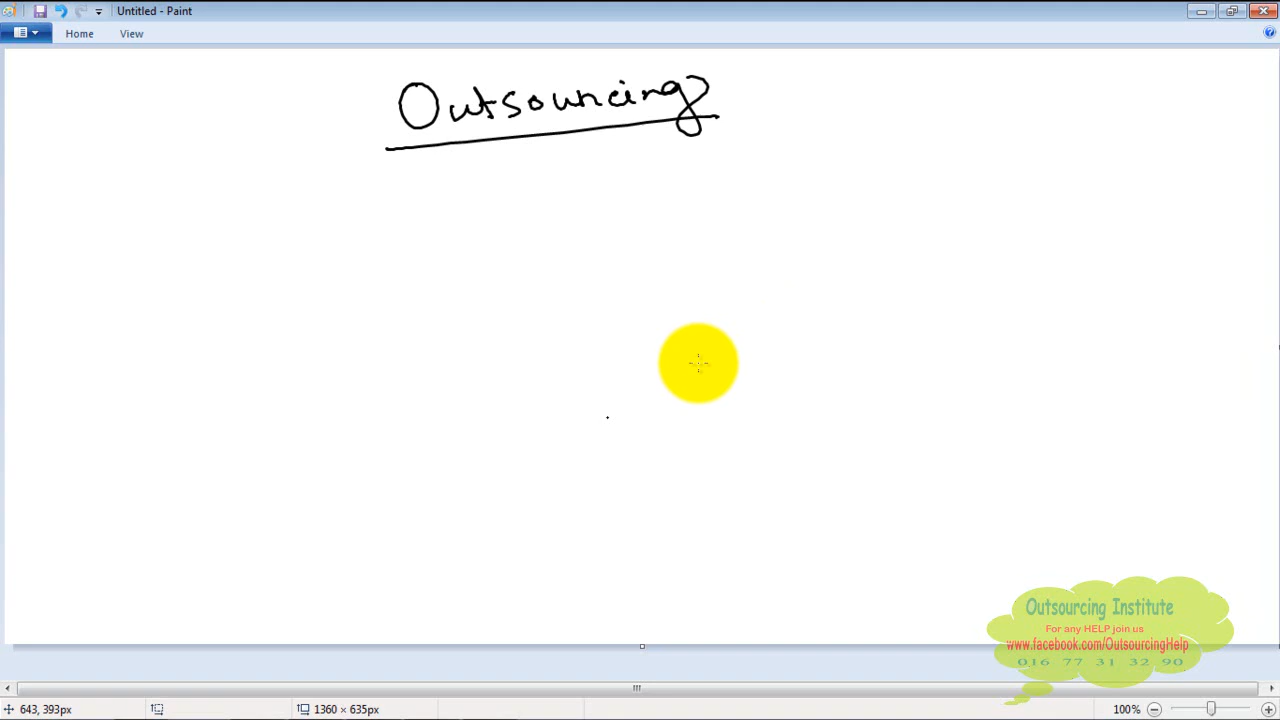 Untitled - Paint
Home View
Outsourcing
Outsourcing Institute
For any HELP join us
www.facebook.com/OutsourcingHelp
016 77 31 32 90
643, 393px 1360 × 635px 100%